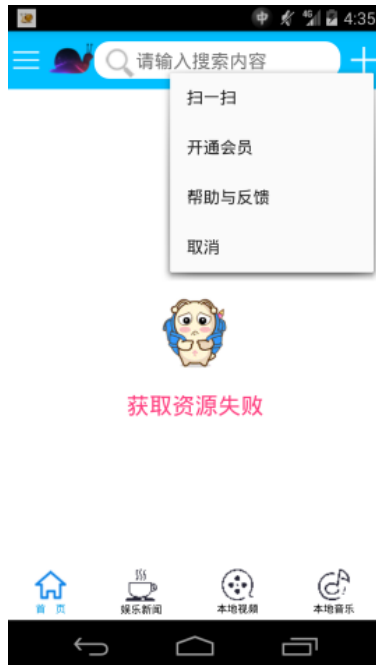 中 4G 4:35
请输入搜索内容
扫一扫
开通会员
帮助与反馈
取消
获取资源失败
首 页 娱乐新闻 本地视频 本地音乐